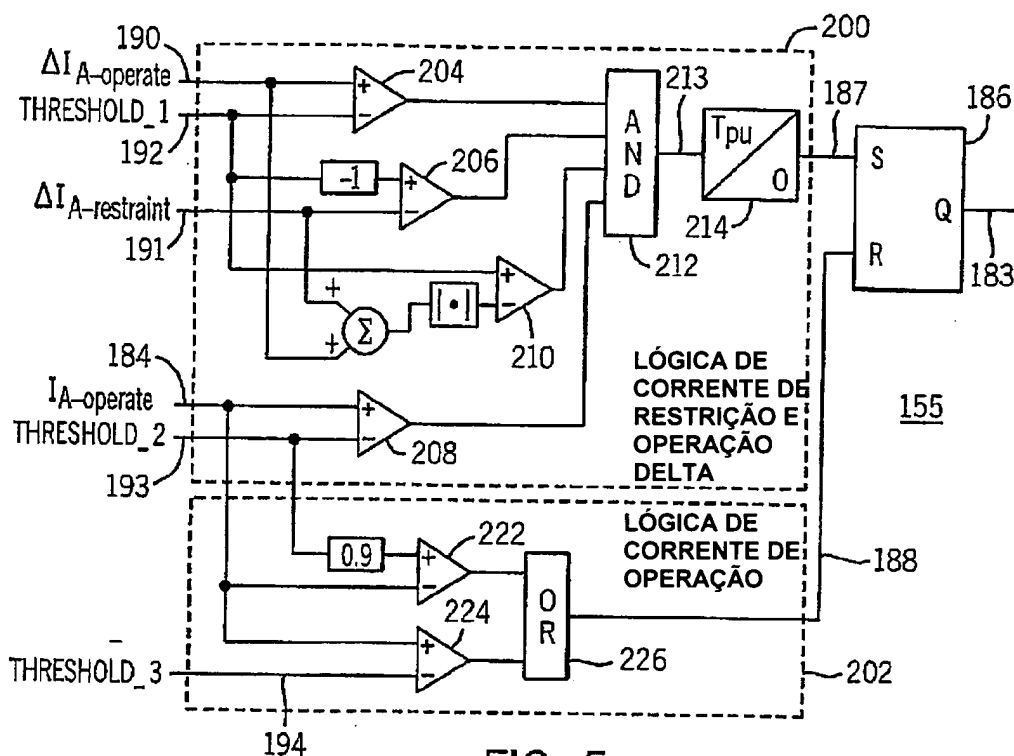 200
190
ΔI A-operate
204
THRESHOLD_1
192
A
N
D
213
Tpu
0
214
187
186
S
Q
R
183
206
-1
ΔI A-restraint
191
212
+
+
Σ
|•|
210
184
I A-operate
THRESHOLD_2
193
208
LÓGICA DE
CORRENTE DE
RESTRIÇÃO E
OPERAÇÃO
DELTA
155
LÓGICA DE
CORRENTE DE
OPERAÇÃO
0.9
222
O
R
188
224
226
THRESHOLD_3
194
202